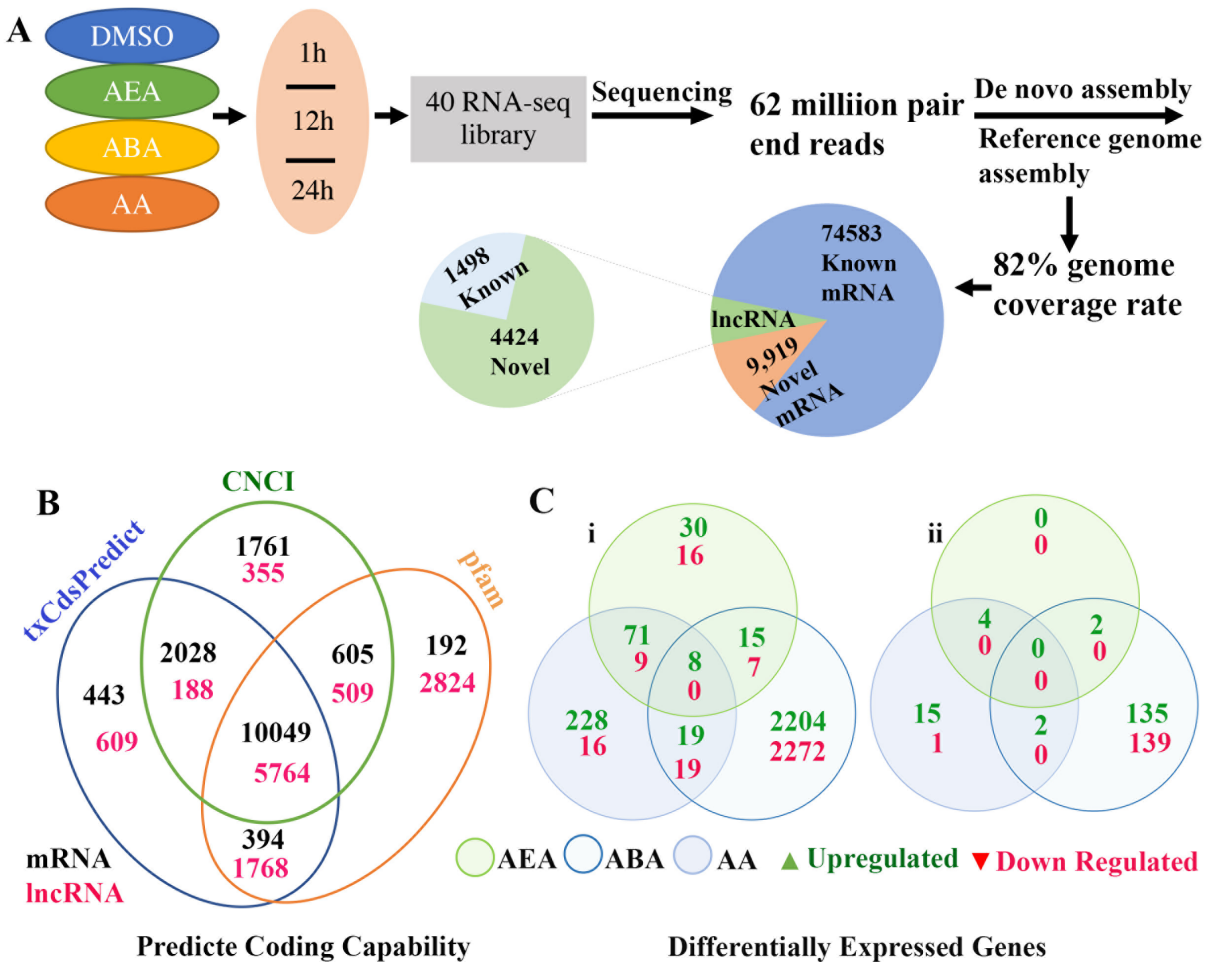 A
DMSO
AEA
ABA
AA
1h
12h
24h
40 RNA-seq
library
Sequencing
62 milliion pair
end reads
De novo assembly
Reference genome
assembly
82% genome
coverage rate
74583
Known
mRNA
lncRNA
9,919
Novel
mRNA
1498
Known
4424
Novel
B
CNCI
txCdsPredict
pfam
1761
355
2028
188
605
509
192
2824
443
609
10049
5764
394
1768
mRNA
lncRNA
Predicte Coding Capability
C
i
30
16
71
9
8
0
15
7
228
16
19
19
2204
2272
ii
0
0
4
0
0
0
2
0
15
1
2
0
135
139
AEA ABA AA ▲ Upregulated ▼ Down Regulated
Differentially Expressed Genes